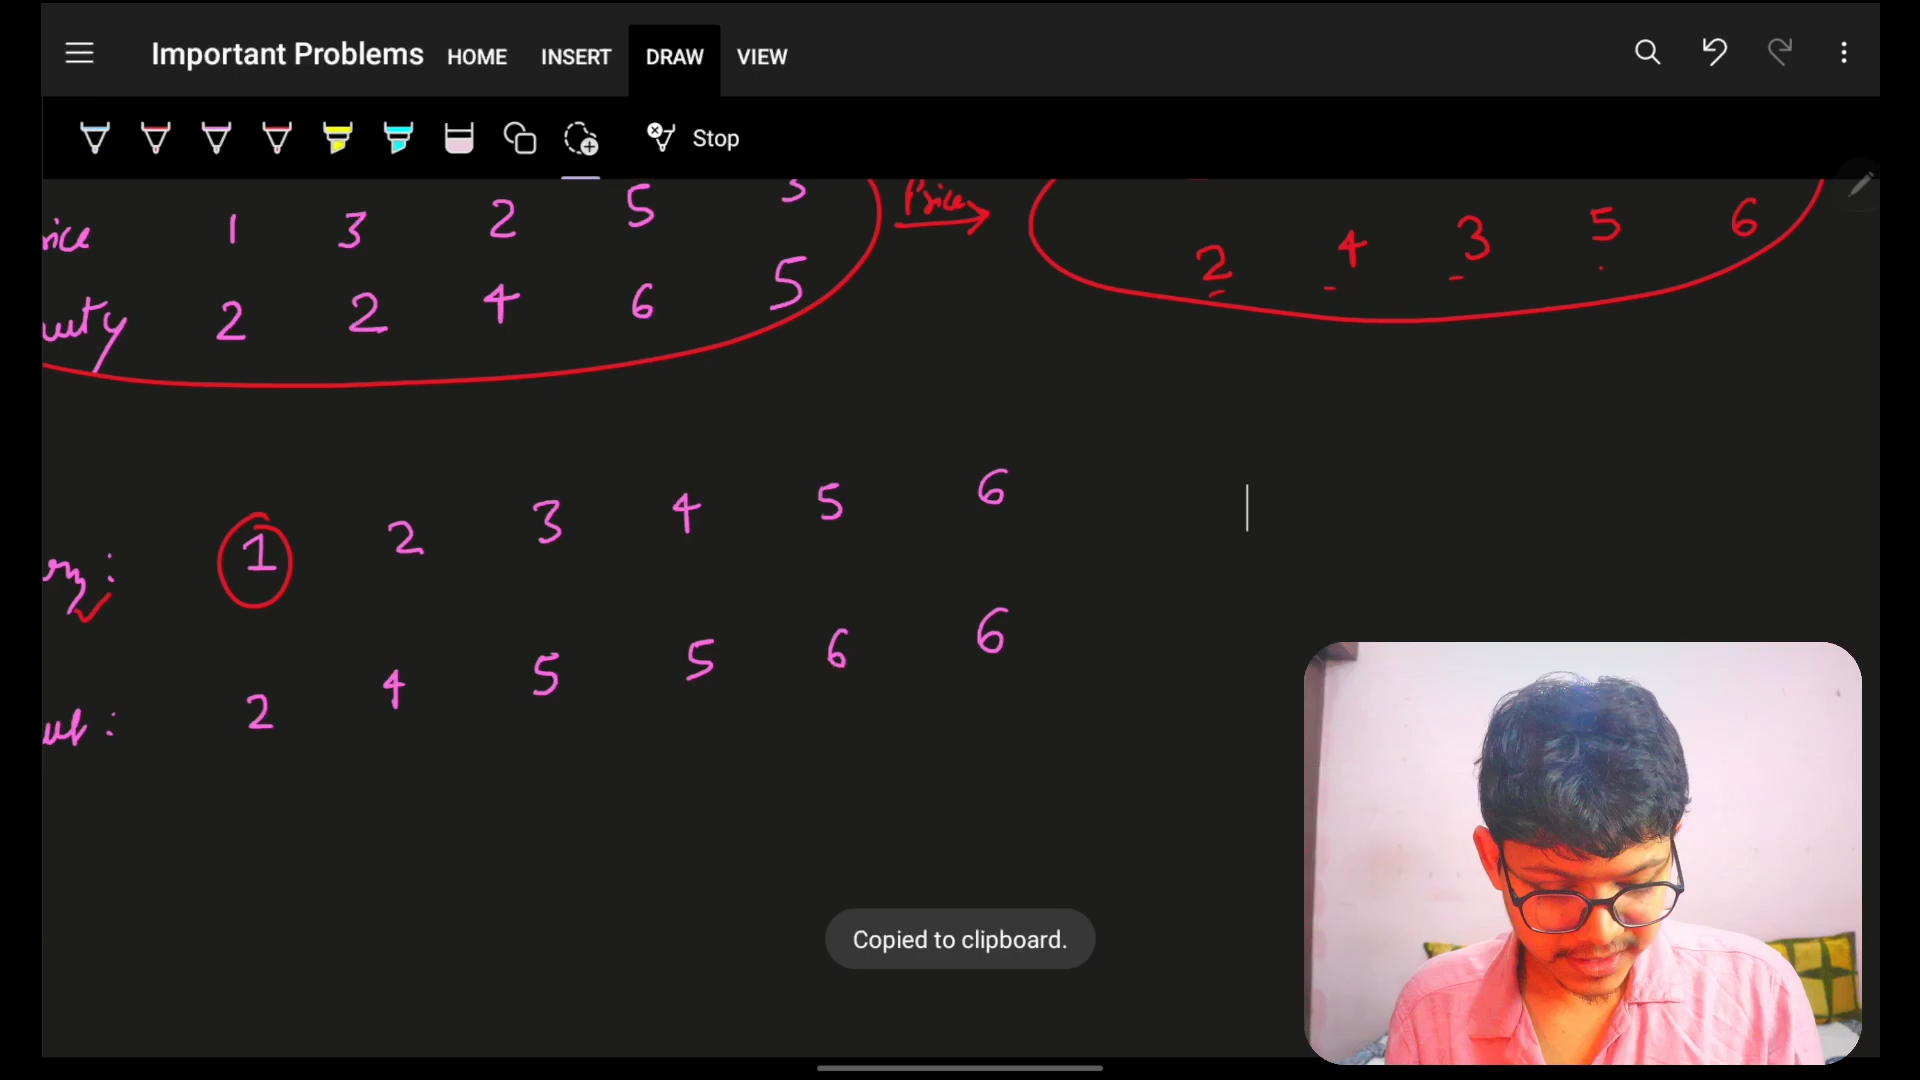 Important Problems HOME INSERT DRAW VIEW
Stop
rice 1 3 2 5
Price
2 4 3 5 6
uty 2 2 4 6 5
1 2 3 4 5 6
2 4 5 5 6 6
Copied to clipboard.